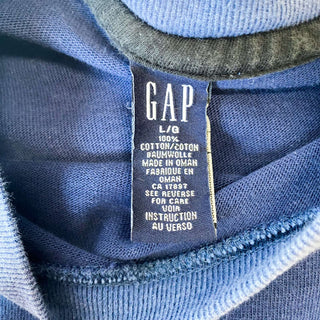 GAP
L/G
100%
COTTON/COTON
BAUMWOLLE
MADE IN OMAN
FABRIQUE EN
OMAN
CA 17897
SEE REVERSE
FOR CARE
VOIR
INSTRUCTION
AU VERSO